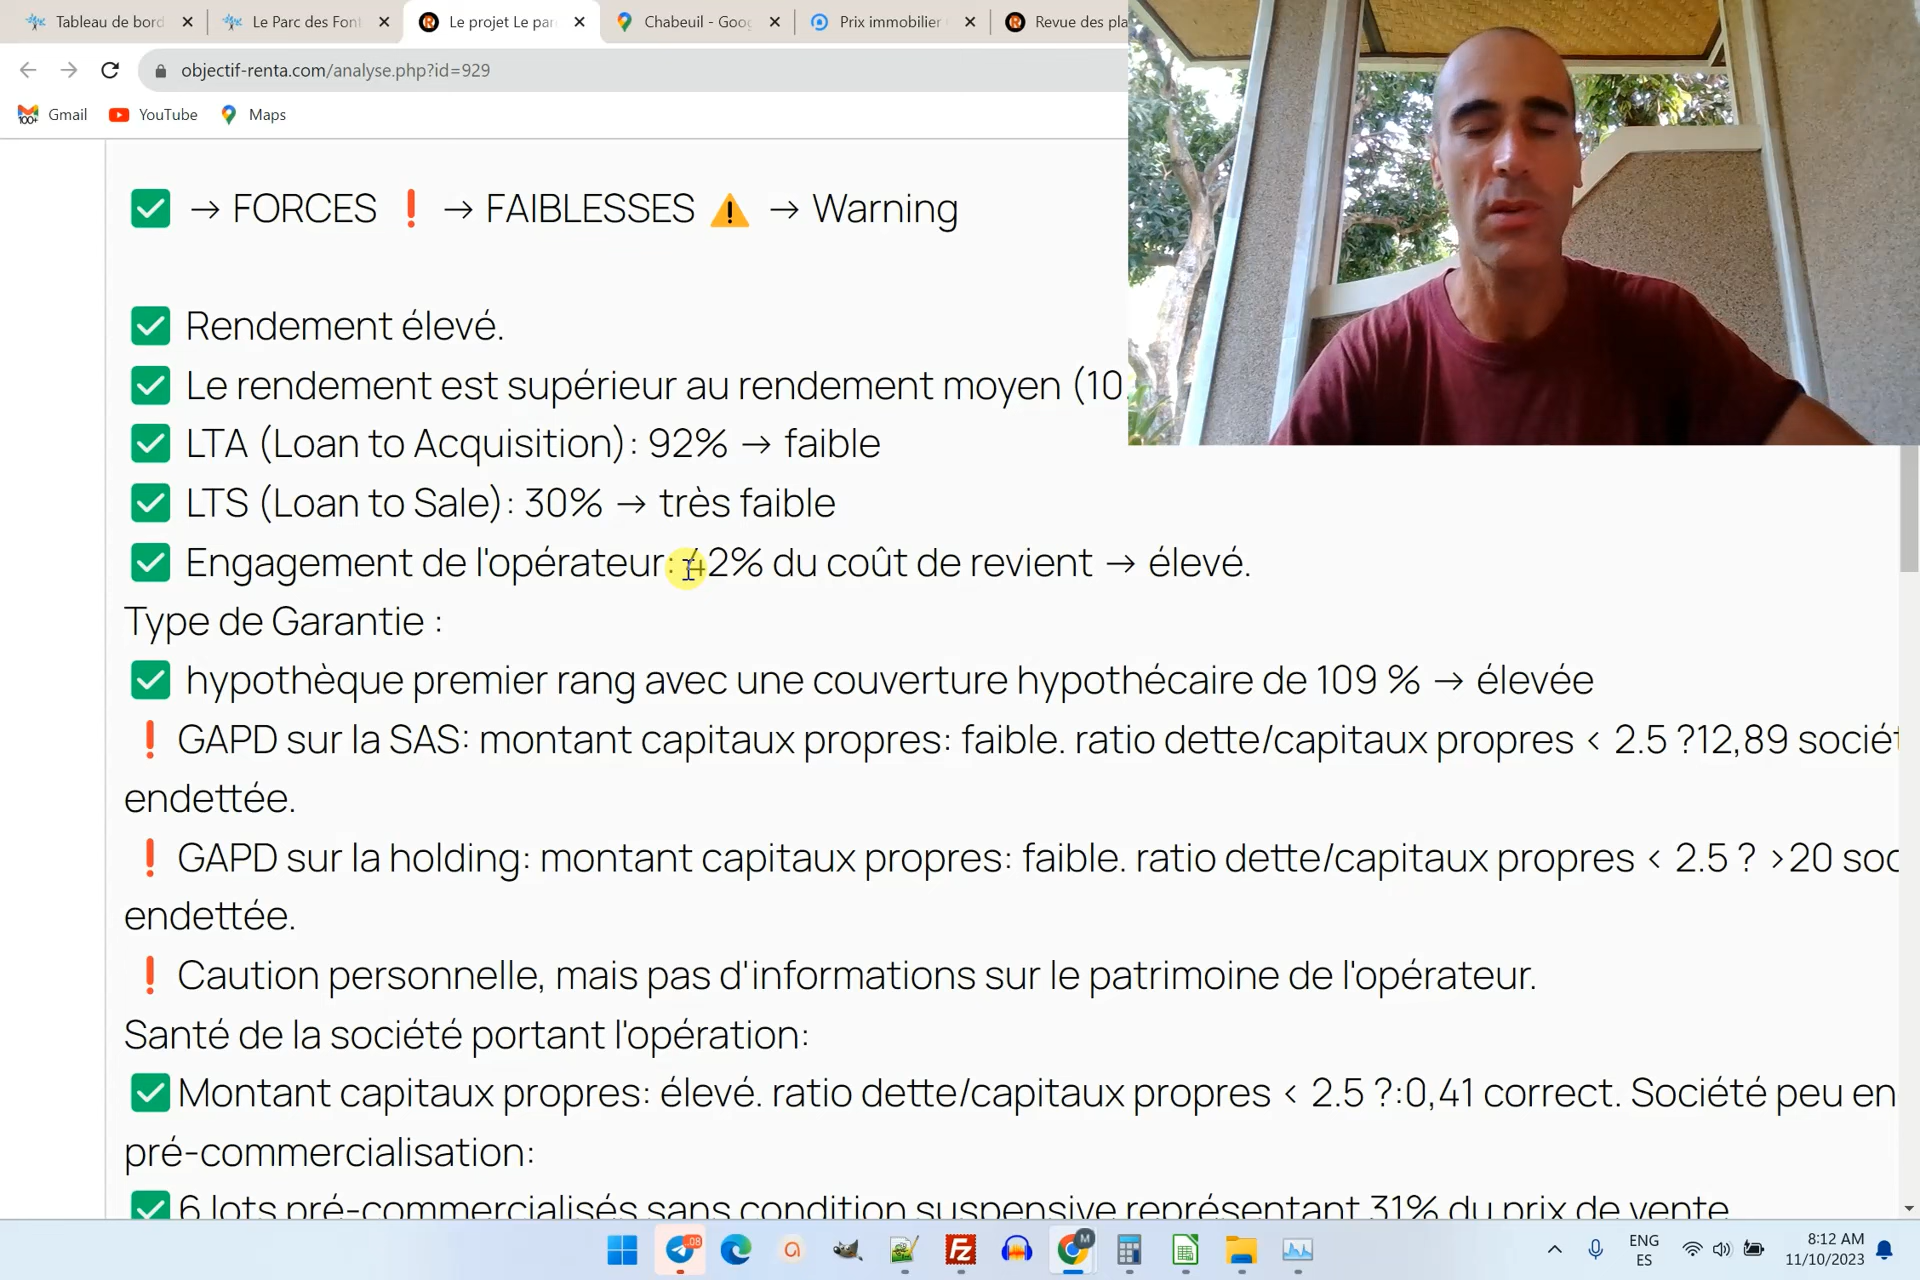 Tableau de bord
Le Parc des Font
Le projet Le par
Chabeuil - Goog
Prix immobilier
Revue des pla
objectif-renta.com/analyse.php?id=929
Gmail
YouTube
Maps
→ FORCES ❗ → FAIBLESSES ⚠️ → Warning
✅ Rendement élevé.
✅ Le rendement est supérieur au rendement moyen (10
✅ LTA (Loan to Acquisition): 92% → faible
✅ LTS (Loan to Sale): 30% → très faible
✅ Engagement de l'opérateur: 42% du coût de revient → élevé.
Type de Garantie :
✅ hypothèque premier rang avec une couverture hypothécaire de 109 % → élevée
❗ GAPD sur la SAS: montant capitaux propres: faible. ratio dette/capitaux propres < 2.5 ?12,89 sociét
endettée.
❗ GAPD sur la holding: montant capitaux propres: faible. ratio dette/capitaux propres < 2.5 ? >20 soc
endettée.
❗ Caution personnelle, mais pas d'informations sur le patrimoine de l'opérateur.
Santé de la société portant l'opération:
✅ Montant capitaux propres: élevé. ratio dette/capitaux propres < 2.5 ?:0,41 correct. Société peu en
pré-commercialisation:
✅ 6 lots pré-commercialisés sans condition suspensive représentant 31% du prix de vente
.08
M
ENG
ES
8:12 AM
11/10/2023